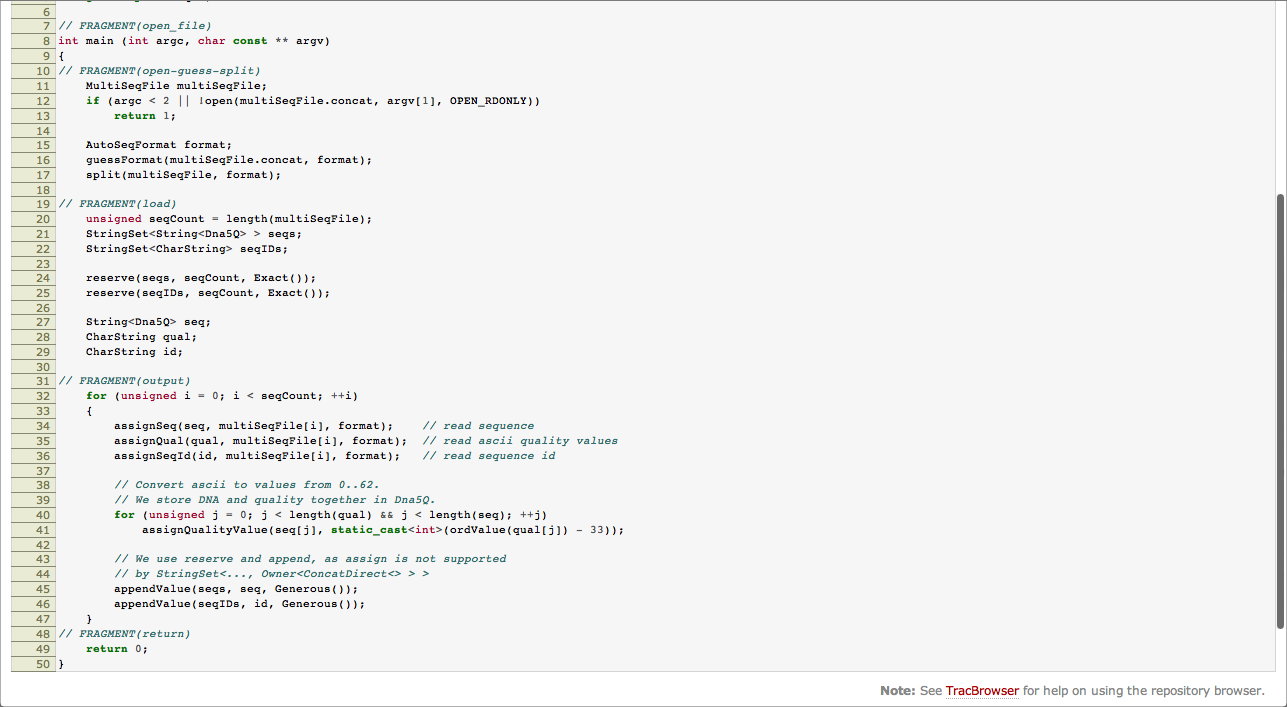 6
7 // FRAGMENT(open_file)
8 int main (int argc, char const ** argv)
9 {
10 // FRAGMENT(open-guess-split)
11     MultiSeqFile multiSeqFile;
12     if (argc < 2 || !open(multiSeqFile.concat, argv[1], OPEN_RDONLY))
13         return 1;
14
15     AutoSeqFormat format;
16     guessFormat(multiSeqFile.concat, format);
17     split(multiSeqFile, format);
18
19 // FRAGMENT(load)
20     unsigned seqCount = length(multiSeqFile);
21     StringSet<String<Dna5Q> > seqs;
22     StringSet<CharString> seqIDs;
23
24     reserve(seqs, seqCount, Exact());
25     reserve(seqIDs, seqCount, Exact());
26
27     String<Dna5Q> seq;
28     CharString qual;
29     CharString id;
30
31 // FRAGMENT(output)
32     for (unsigned i = 0; i < seqCount; ++i)
33     {
34         assignSeq(seq, multiSeqFile[i], format);    // read sequence
35         assignQual(qual, multiSeqFile[i], format);  // read ascii quality values
36         assignSeqId(id, multiSeqFile[i], format);   // read sequence id
37
38         // Convert ascii to values from 0..62.
39         // We store DNA and quality together in Dna5Q.
40         for (unsigned j = 0; j < length(qual) && j < length(seq); ++j)
41             assignQualityValue(seq[j], static_cast<int>(ordValue(qual[j]) - 33));
42
43         // We use reserve and append, as assign is not supported
44         // by StringSet<..., Owner<ConcatDirect<> > >
45         appendValue(seqs, seq, Generous());
46         appendValue(seqIDs, id, Generous());
47     }
48 // FRAGMENT(return)
49     return 0;
50 }
Note: See TracBrowser for help on using the repository browser.